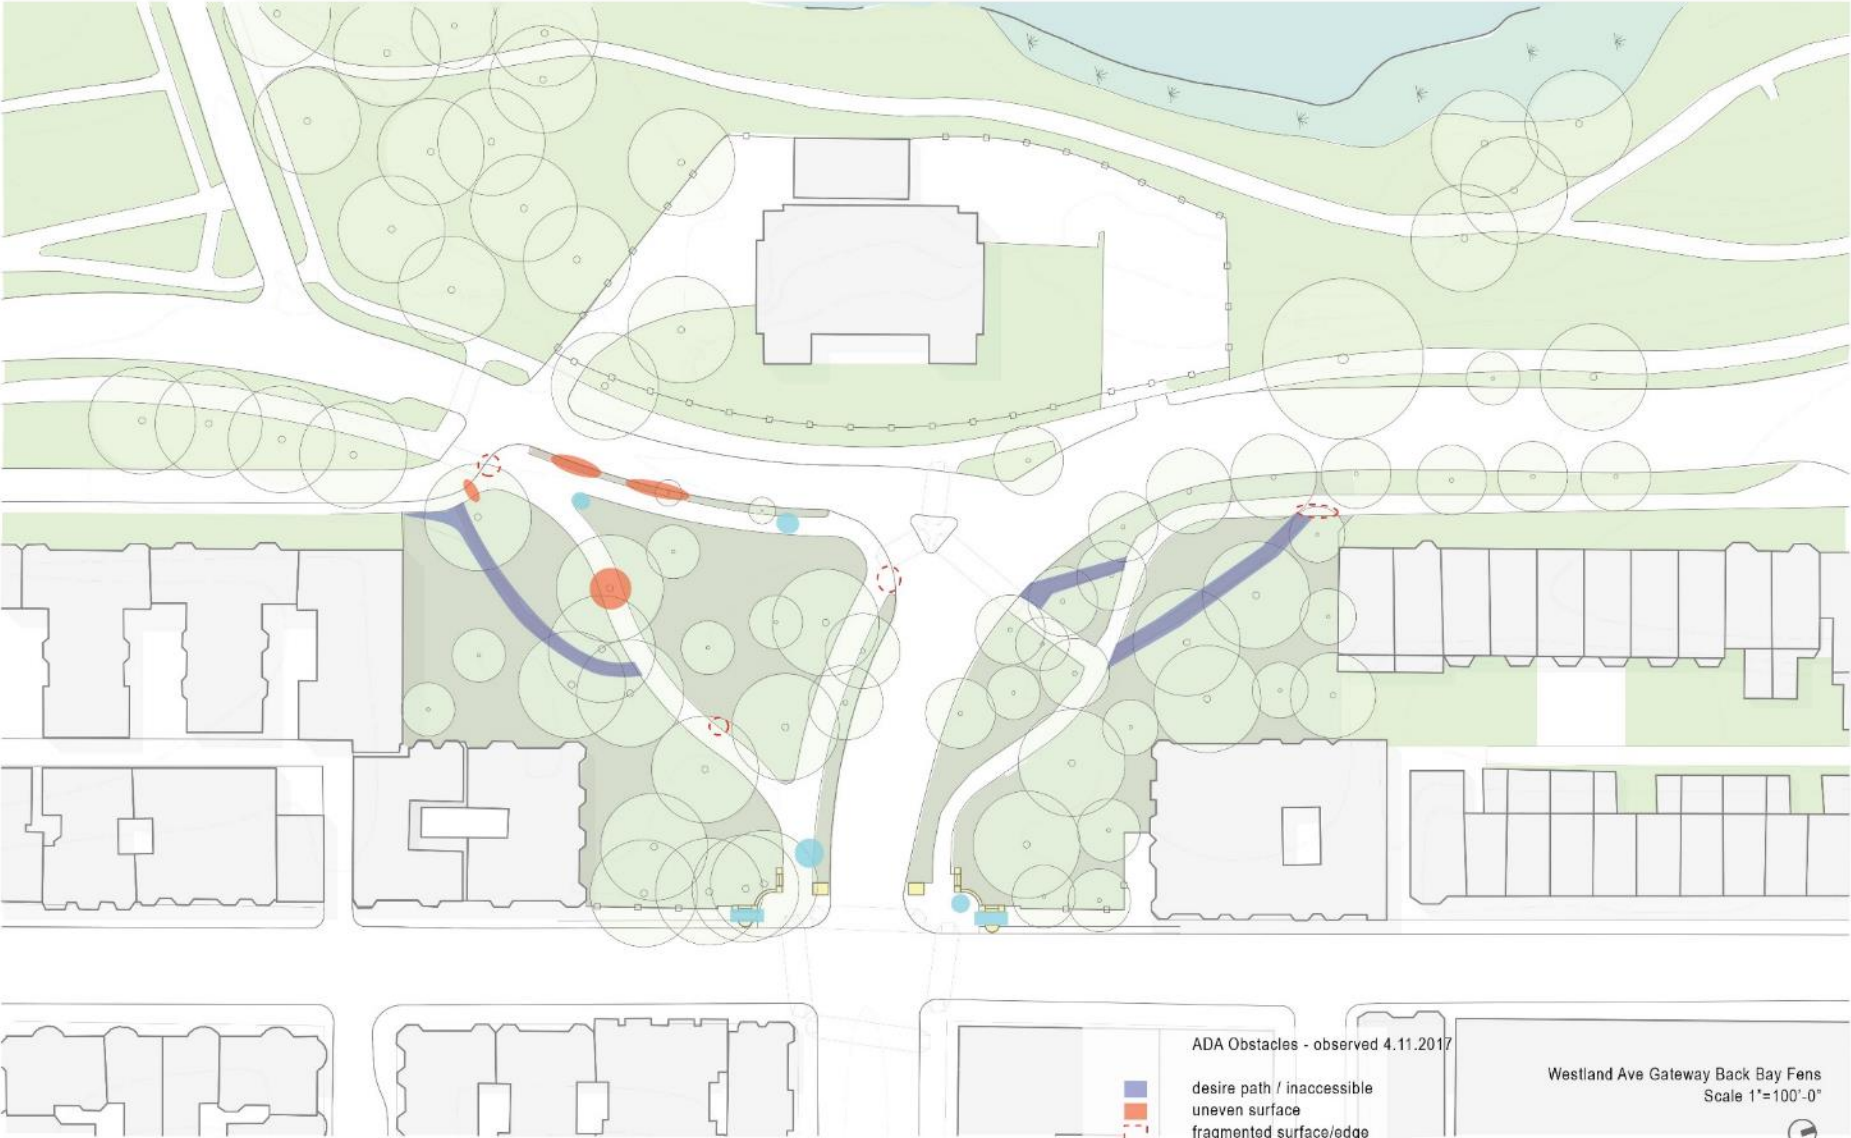 ADA Obstacles - observed 4.11.2017
desire path / inaccessible
uneven surface
fragmented surface/edge
Westland Ave Gateway Back Bay Fens
Scale 1"=100'-0"